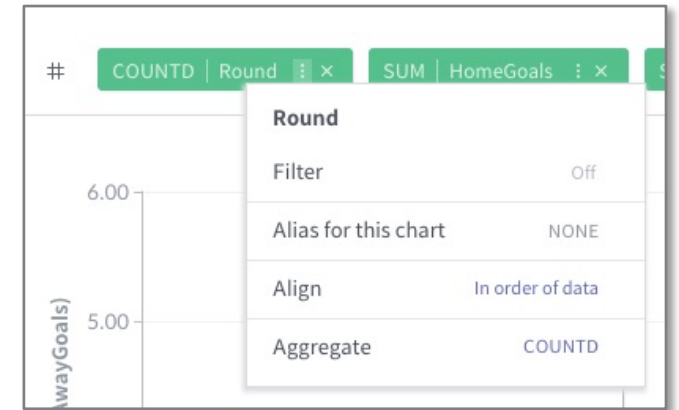 # COUNTD | Round ⋮ × SUM | HomeGoals ⋮ × S
Round
Filter Off
6.00
Alias for this chart NONE
Align In order of data
5.00
Aggregate COUNTD
wayGoals)